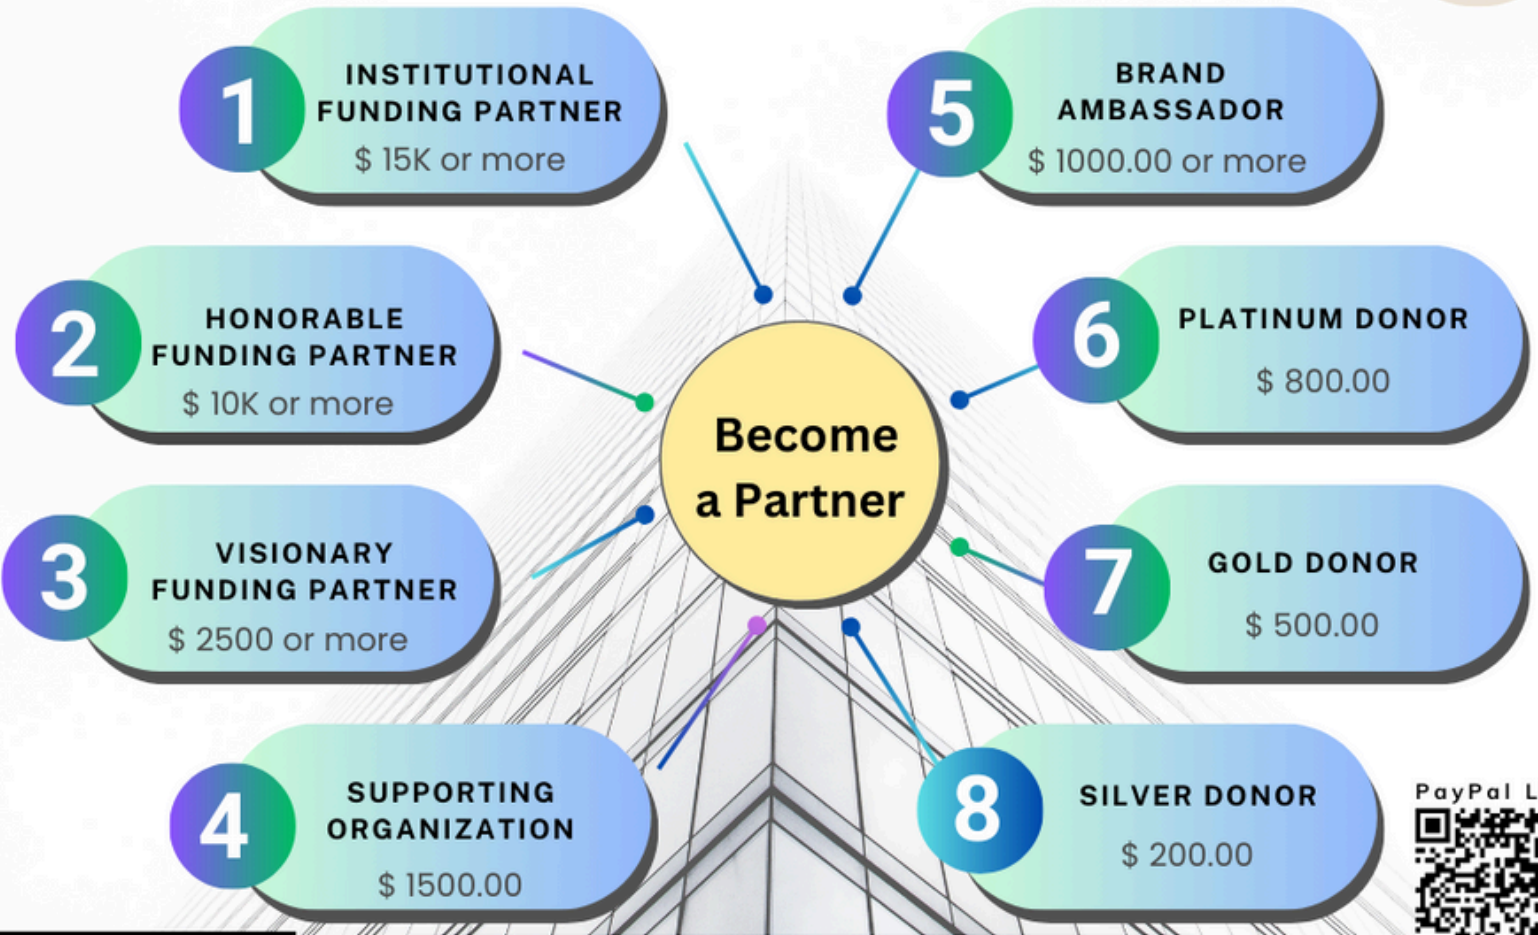 1
INSTITUTIONAL
FUNDING PARTNER
$ 15K or more
2
HONORABLE
FUNDING PARTNER
$ 10K or more
3
VISIONARY
FUNDING PARTNER
$ 2500 or more
4
SUPPORTING
ORGANIZATION
$ 1500.00
Become
a Partner
5
BRAND
AMBASSADOR
$ 1000.00 or more
6
PLATINUM DONOR
$ 800.00
7
GOLD DONOR
$ 500.00
8
SILVER DONOR
$ 200.00
PayPal L